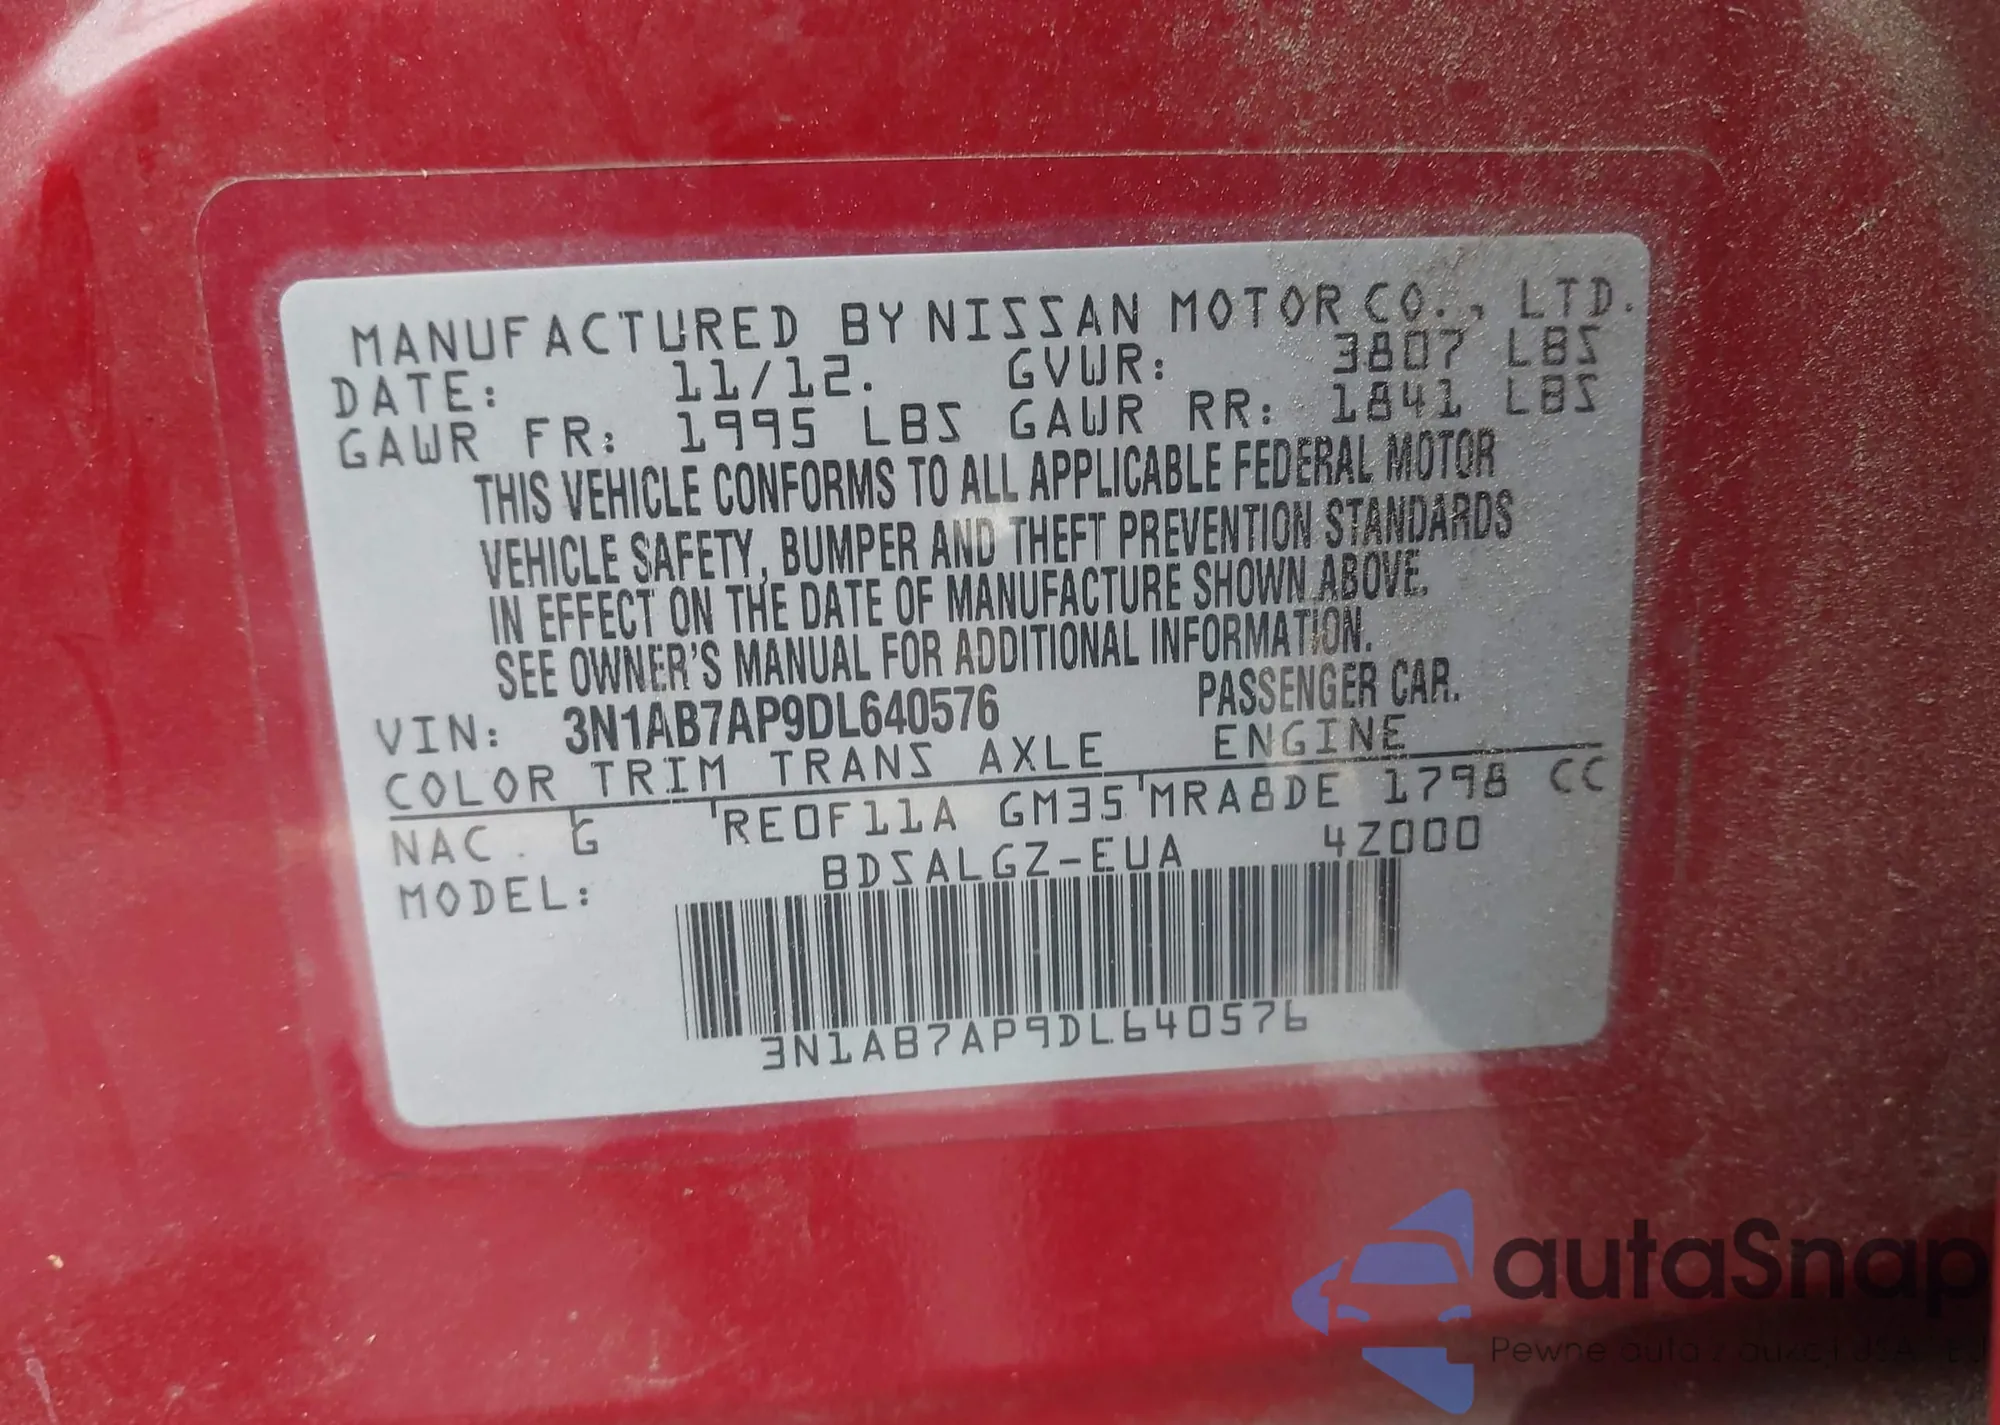 MANUFACTURED BY NISSAN MOTOR CO., LTD.
DATE: 11/12. GVWR: 3807 LBS
GAWR FR: 1995 LBS GAWR RR: 1841 LBS
THIS VEHICLE CONFORMS TO ALL APPLICABLE FEDERAL MOTOR
VEHICLE SAFETY, BUMPER AND THEFT PREVENTION STANDARDS
IN EFFECT ON THE DATE OF MANUFACTURE SHOWN ABOVE.
SEE OWNER'S MANUAL FOR ADDITIONAL INFORMATION.
VIN: 3N1AB7AP9DL640576 PASSENGER CAR.
COLOR TRIM TRANS AXLE ENGINE
NAC. G RE0F11A GM35 MRA8DE 1798 CC
MODEL: BDSALGZ-EUA 4Z000
3N1AB7AP9DL640576
autaSnap
Pewne auta z aukcji